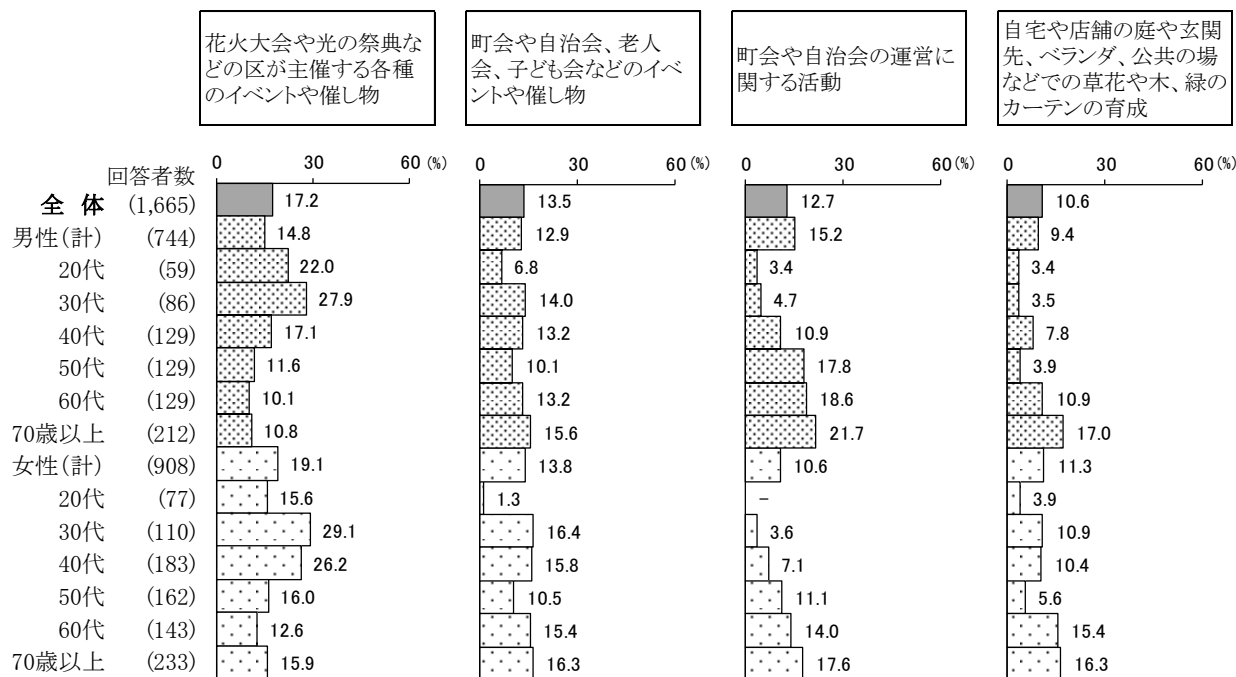 花火大会や光の祭典な
どの区が主催する各種
のイベントや催し物
町会や自治会、老人
会、子ども会などのイベ
ントや催し物
町会や自治会の運営に
関する活動
自宅や店舗の庭や玄関
先、ベランダ、公共の場
などでの草花や木、緑の
カーテンの育成
0 30 60(%) 0 30 60(%) 0 30 60(%) 0 30 60(%)
回答者数
全 体 (1,665) 17.2 13.5 12.7 10.6
男性(計) (744) 14.8 12.9 15.2 9.4
20代 (59) 22.0 6.8 3.4 3.4
30代 (86) 27.9 14.0 4.7 3.5
40代 (129) 17.1 13.2 10.9 7.8
50代 (129) 11.6 10.1 17.8 3.9
60代 (129) 10.1 13.2 18.6 10.9
70歳以上 (212) 10.8 15.6 21.7 17.0
女性(計) (908) 19.1 13.8 10.6 11.3
20代 (77) 15.6 1.3 － 3.9
30代 (110) 29.1 16.4 3.6 10.9
40代 (183) 26.2 15.8 7.1 10.4
50代 (162) 16.0 10.5 11.1 5.6
60代 (143) 12.6 15.4 14.0 15.4
70歳以上 (233) 15.9 16.3 17.6 16.3